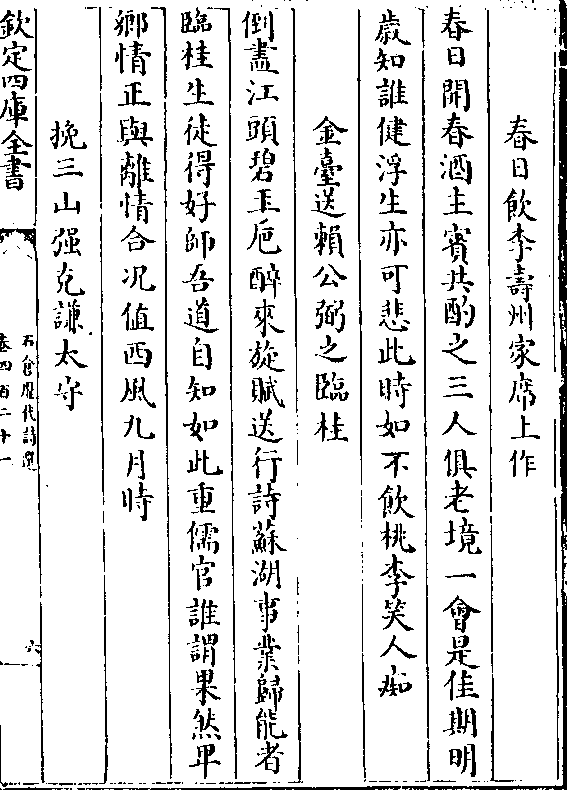 春日飲李壽州家席上作
春日開春酒主賓共酌之三人俱老境一會是佳期明
歲知誰健浮生亦可悲此時如不飲桃李笑人痴
金臺送賴公弼之臨桂
倒盡江頭碧玉巵醉來旋賦送行詩蘇湖事業歸能者
臨桂生徒得好師吾道自知如此重儒官誰謂果然卑
鄉情正與離情合况值西風九月時
挽三山强克謙太守
欽定四庫全書
石倉歷代詩選
卷四百二十一
六